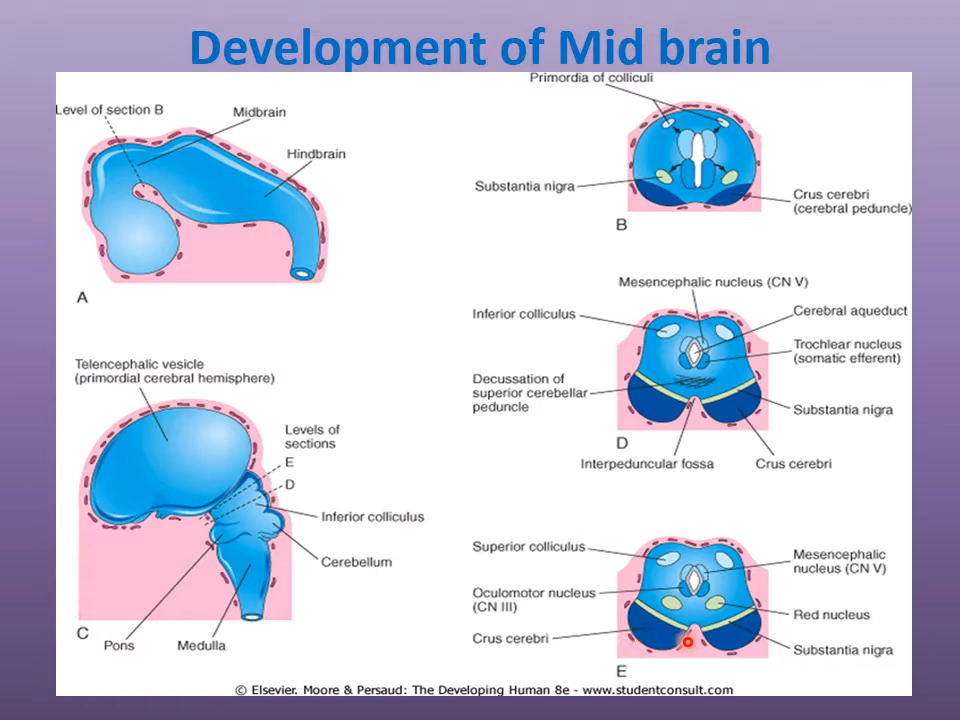 Development of Mid brain
Level of section B
Midbrain
Hindbrain
A
Primordia of colliculi
Substantia nigra
Crus cerebri
(cerebral peduncle)
B
Mesencephalic nucleus (CN V)
Inferior colliculus
Cerebral aqueduct
Trochlear nucleus
(somatic efferent)
Decussation of
superior cerebellar
peduncle
Substantia nigra
D
Interpeduncular fossa
Crus cerebri
Telencephalic vesicle
(primordial cerebral hemisphere)
Levels of
sections
E
D
Inferior colliculus
Cerebellum
C
Pons
Medulla
Superior colliculus
Mesencephalic
nucleus (CN V)
Oculomotor nucleus
(CN III)
Red nucleus
Crus cerebri
Substantia nigra
E
© Elsevier. Moore & Persaud: The Developing Human 8e - www.studentconsult.com